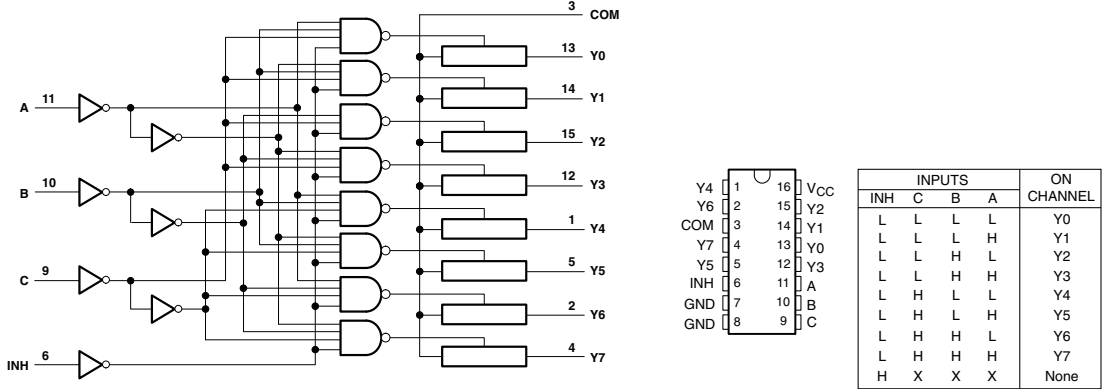 3 COM
13 Y0
14 Y1
15 Y2
12 Y3
1 Y4
5 Y5
2 Y6
4 Y7
A 11
B 10
C 9
INH 6
Y4 1 16 VCC
Y6 2 15 Y2
COM 3 14 Y1
Y7 4 13 Y0
Y5 5 12 Y3
INH 6 11 A
GND 7 10 B
GND 8 9 C
INPUTS ON
INH C B A CHANNEL
L L L L Y0
L L L H Y1
L L H L Y2
L L H H Y3
L H L L Y4
L H L H Y5
L H H L Y6
L H H H Y7
H X X X None